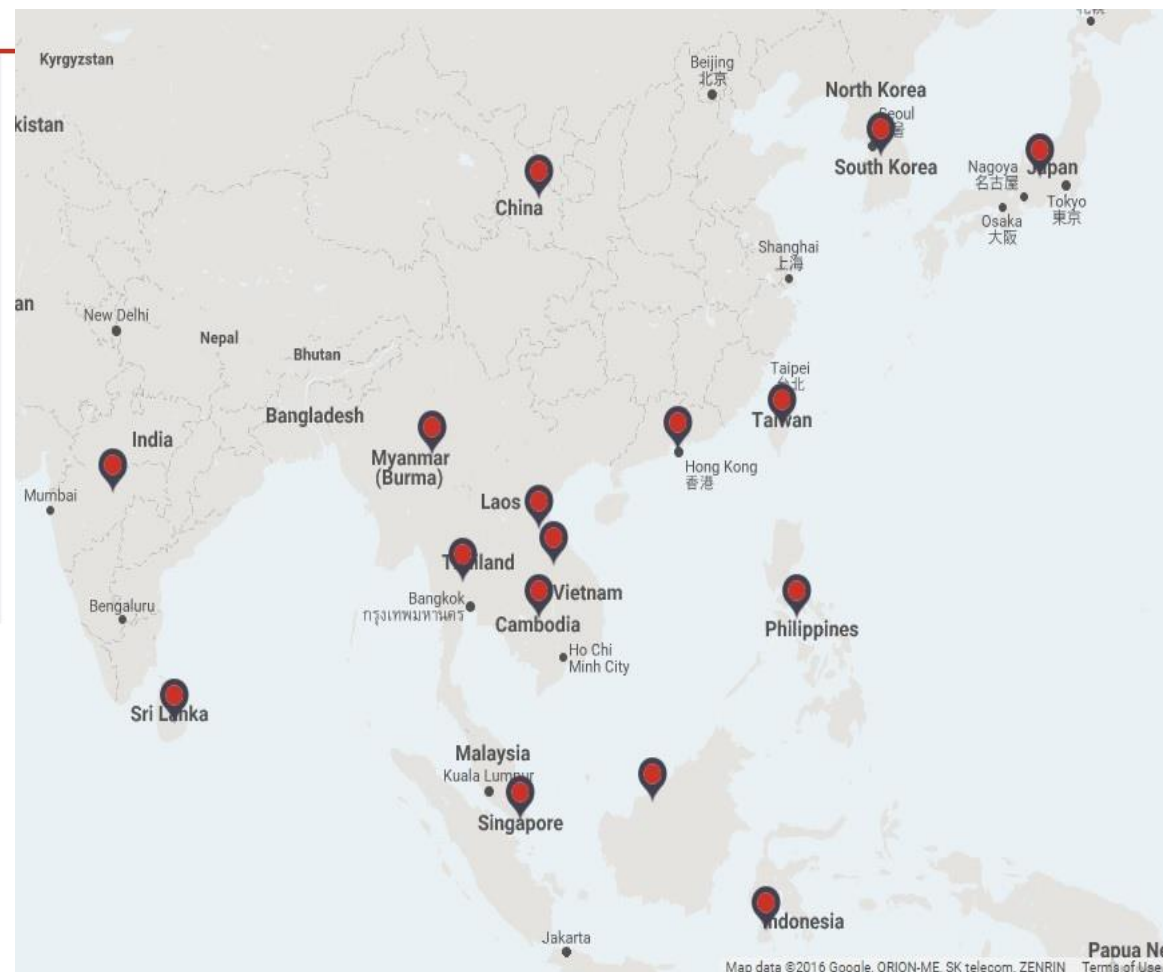 Kyrgyzstan
Beijing
北京
North Korea
Seoul
kistan
South Korea
Nagoya
名古屋
Japan
Tokyo
東京
Osaka
大阪
China
Shanghai
上海
an
New Delhi
Nepal
Bhutan
Taipei
台北
Bangladesh
Taiwan
India
Myanmar
(Burma)
Hong Kong
香港
Mumbai
Laos
Thailand
Vietnam
Bangkok
กรุงเทพมหานคร
Bengaluru
Cambodia
Philippines
Ho Chi
Minh City
Sri Lanka
Malaysia
Kuala Lumpur
Singapore
Indonesia
Jakarta
Papua Ne
Map data ©2016 Google, ORION-ME, SK telecom, ZENRIN Terms of Use